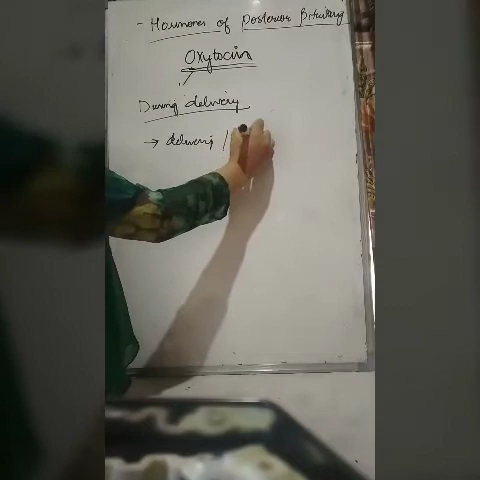 - Hormones of Posterior Pituitary
Oxytocin
During delivery
→ delivery /